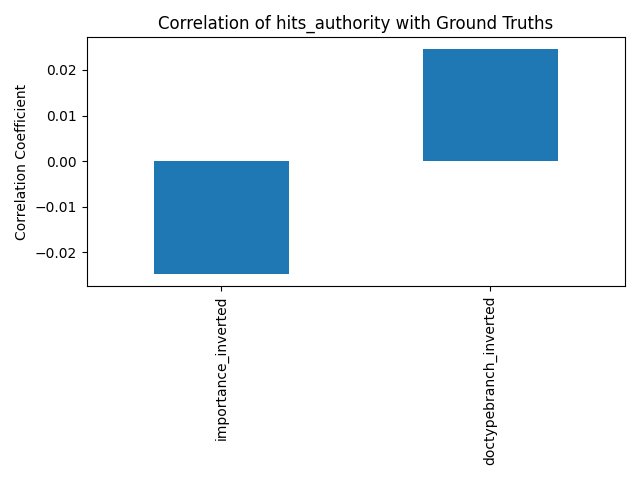 Correlation of hits_authority with Ground Truths
Correlation Coefficient
0.02
0.01
0.00
−0.01
−0.02
importance_inverted
doctypebranch_inverted